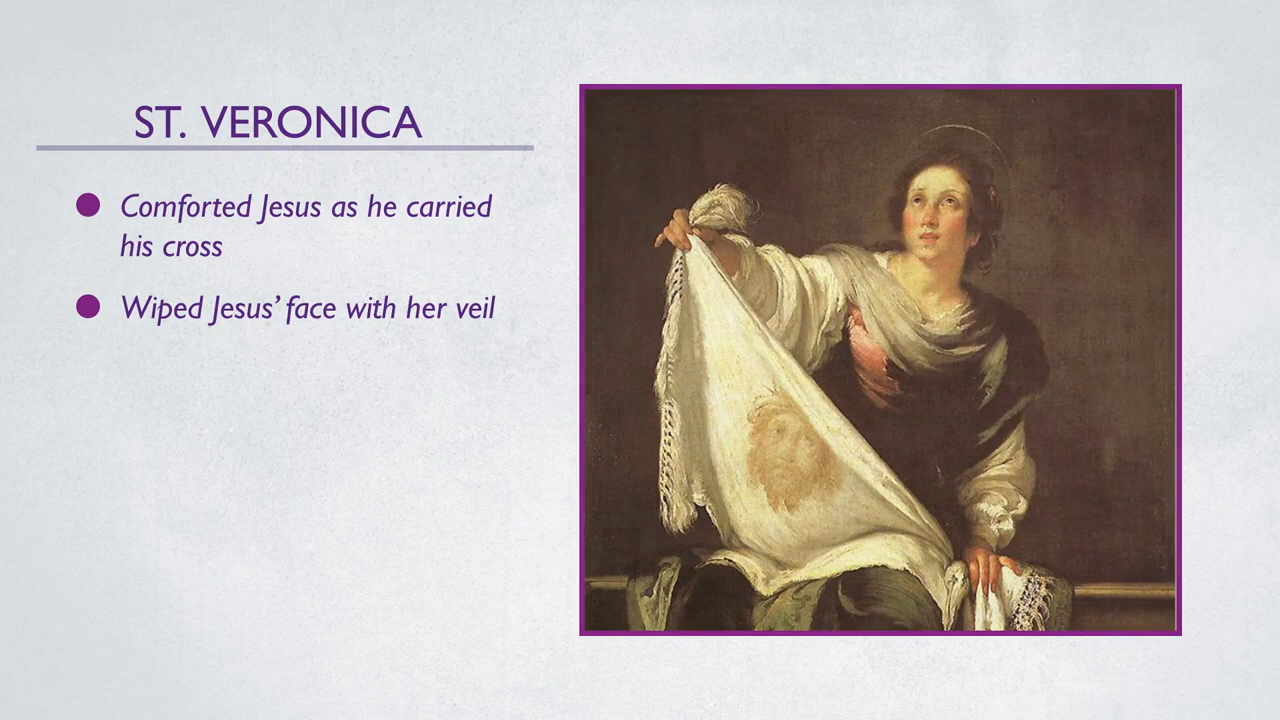 ST. VERONICA
Comforted Jesus as he carried
his cross
Wiped Jesus’ face with her veil